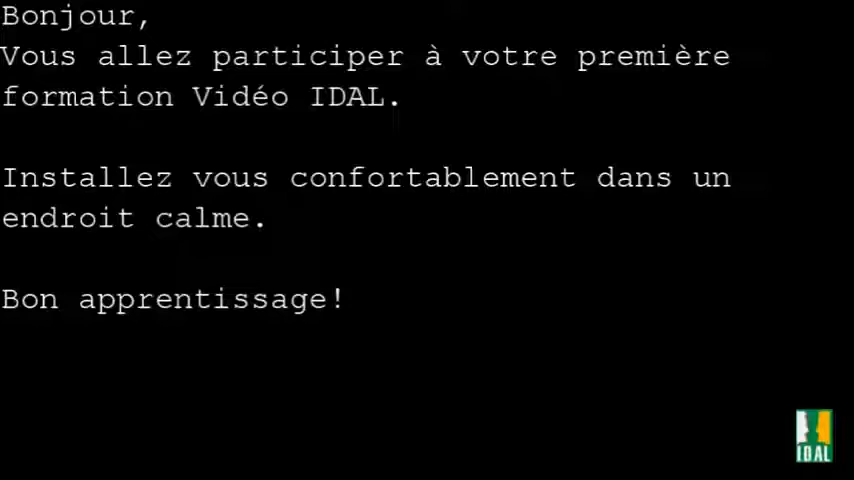 Bonjour,
Vous allez participer à votre première
formation Vidéo IDAL.
Installez vous confortablement dans un
endroit calme.
Bon apprentissage!
IDAL